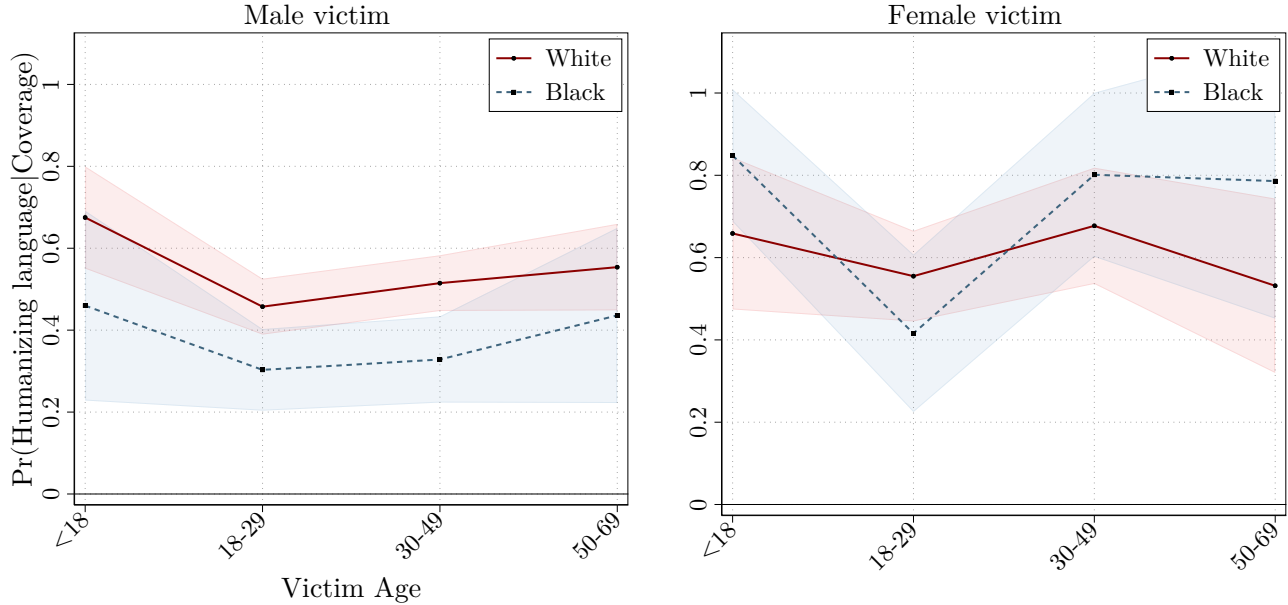 Male victim
Pr(Humanizing language|Coverage)
1
0.8
0.6
0.4
0.2
0
White
Black
<18
18-29
30-49
50-69
Victim Age
Female victim
1
0.8
0.6
0.4
0.2
0
White
Black
<18
18-29
30-49
50-69